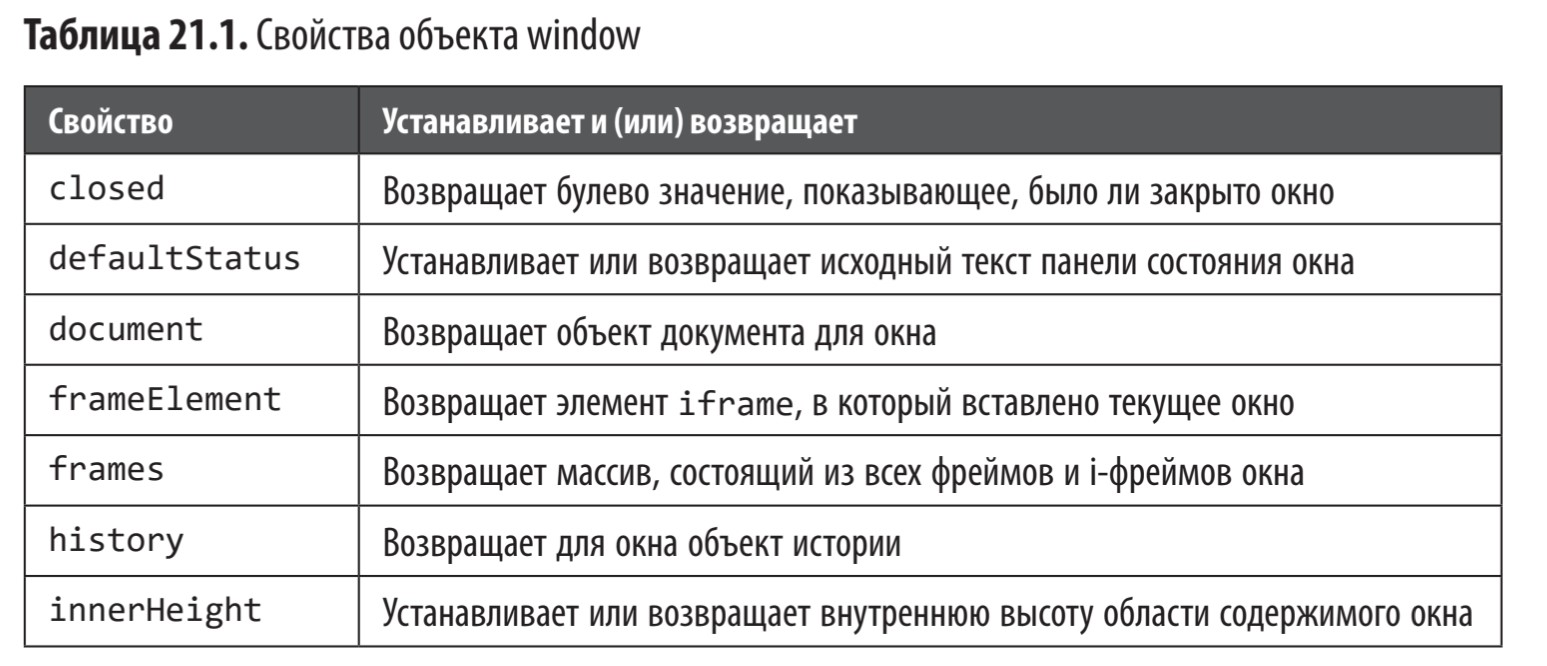 Таблица 21.1. Свойства объекта window
Свойство Устанавливает и (или) возвращает
closed Возвращает булево значение, показывающее, было ли закрыто окно
defaultStatus Устанавливает или возвращает исходный текст панели состояния окна
document Возвращает объект документа для окна
frameElement Возвращает элемент iframe, в который вставлено текущее окно
frames Возвращает массив, состоящий из всех фреймов и i-фреймов окна
history Возвращает для окна объект истории
innerHeight Устанавливает или возвращает внутреннюю высоту области содержимого окна